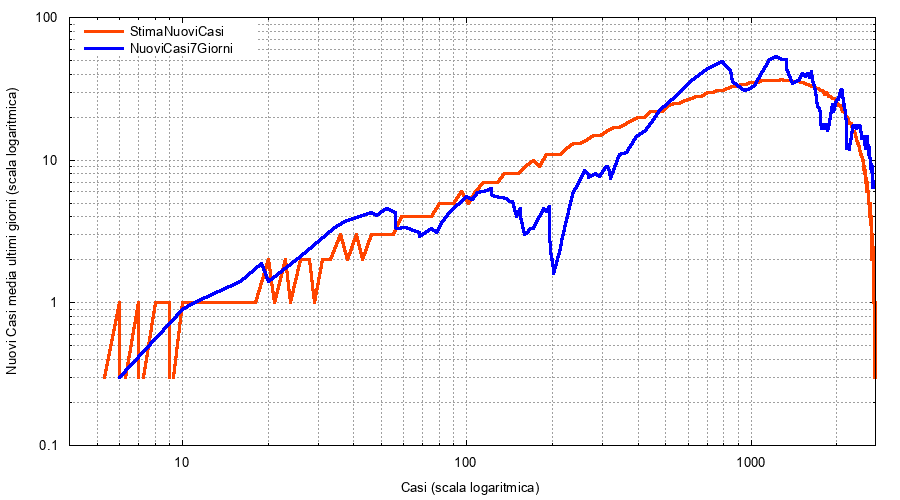 100
StimaNuoviCasi
NuoviCasi7Giorni
10
1
0.1
10
100
1000
Nuovi Casi media ultimi giorni (scala logaritmica)
Casi (scala logaritmica)